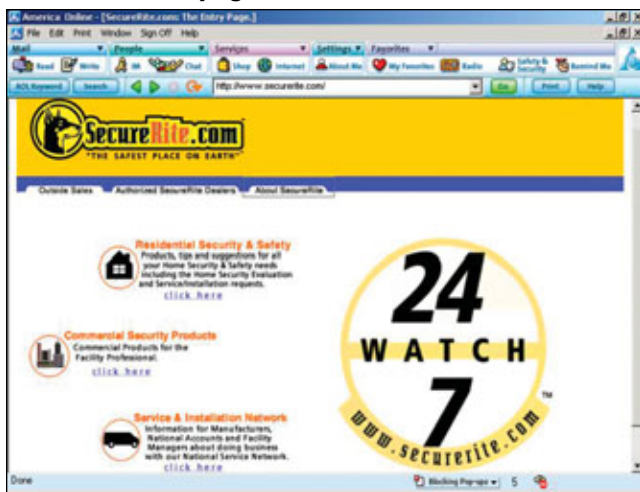 America Online - [SecureRite.com: The Entry Page.]
File Edit Print Window Sign Off Help
Mail People Services Settings Favorites
Read Write IM Chat Shop Internet About Me My Favorites Radio Safety & Security Remind Me
AOL Keyword Search http://www.securerite.com/ Go Print Help
SecureRite.com
"THE SAFEST PLACE ON EARTH"
Outside Sales Authorized SecureRite Dealers About SecureRite
Residential Security & Safety
Products, tips and suggestions for all
your Home Security & Safety needs
including the Home Security Evaluation
and Service/Installation requests.
click here
Commercial Security Products
Commercial Products for the
Facility Professional.
click here
Service & Installation Network
Information for Manufacturers,
National Accounts and Facility
Managers about doing business
with our National Service Network.
click here
24
WATCH
7
TM
www.securerite.com
Done Blocking Pop-ups 5